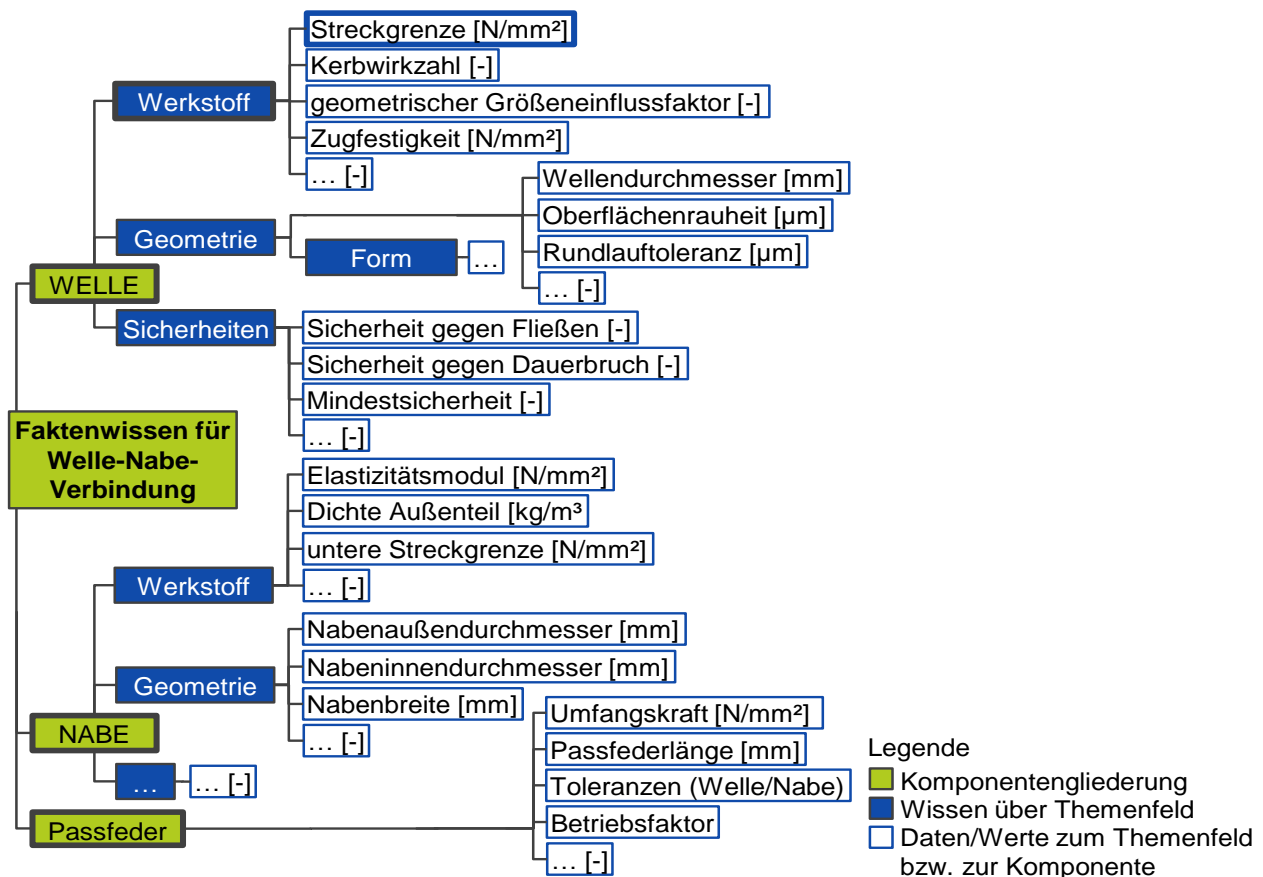 Streckgrenze [N/mm²]
Kerbwirkzahl [-]
Werkstoff
geometrischer Größeneinflussfaktor [-]
Zugfestigkeit [N/mm²]
… [-]
Wellendurchmesser [mm]
Oberflächenrauheit [µm]
Geometrie
Rundlauftoleranz [µm]
Form
…
… [-]
WELLE
Sicherheiten
Sicherheit gegen Fließen [-]
Sicherheit gegen Dauerbruch [-]
Mindestsicherheit [-]
… [-]
Faktenwissen für
Welle-Nabe-
Verbindung
Elastizitätsmodul [N/mm²]
Dichte Außenteil [kg/m³
untere Streckgrenze [N/mm²]
Werkstoff
… [-]
Nabenaußendurchmesser [mm]
Nabeninnendurchmesser [mm]
Geometrie
Nabenbreite [mm]
… [-]
NABE
…
… [-]
Umfangskraft [N/mm²]
Passfederlänge [mm]
Toleranzen (Welle/Nabe)
Betriebsfaktor
… [-]
Passfeder
Legende
Komponentengliederung
Wissen über Themenfeld
Daten/Werte zum Themenfeld
bzw. zur Komponente